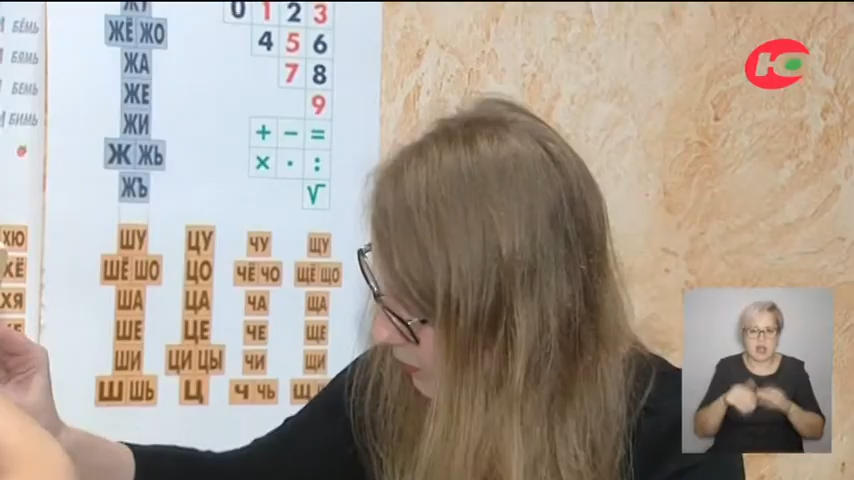 БЁМЬ
БЯМЬ
БЕМЬ
БИМЬ
ЖУ
ЖЁ ЖО
ЖА
ЖЕ
ЖИ
Ж ЖЬ
ЖЪ
0 1 2 3
4 5 6
7 8
9
+ − =
× · :
√
ХЮ
ХЁ
ХЯ
ШУ ЦУ ЧУ ЩУ
ШЁ ШО ЦО ЧЁ ЧО ЩЁ ЩО
ША ЦА ЧА ЩА
ШЕ ЦЕ ЧЕ ЩЕ
ШИ ЦИ ЦЫ ЧИ ЩИ
Ш ШЬ Ц Ч ЧЬ Щ
Ю